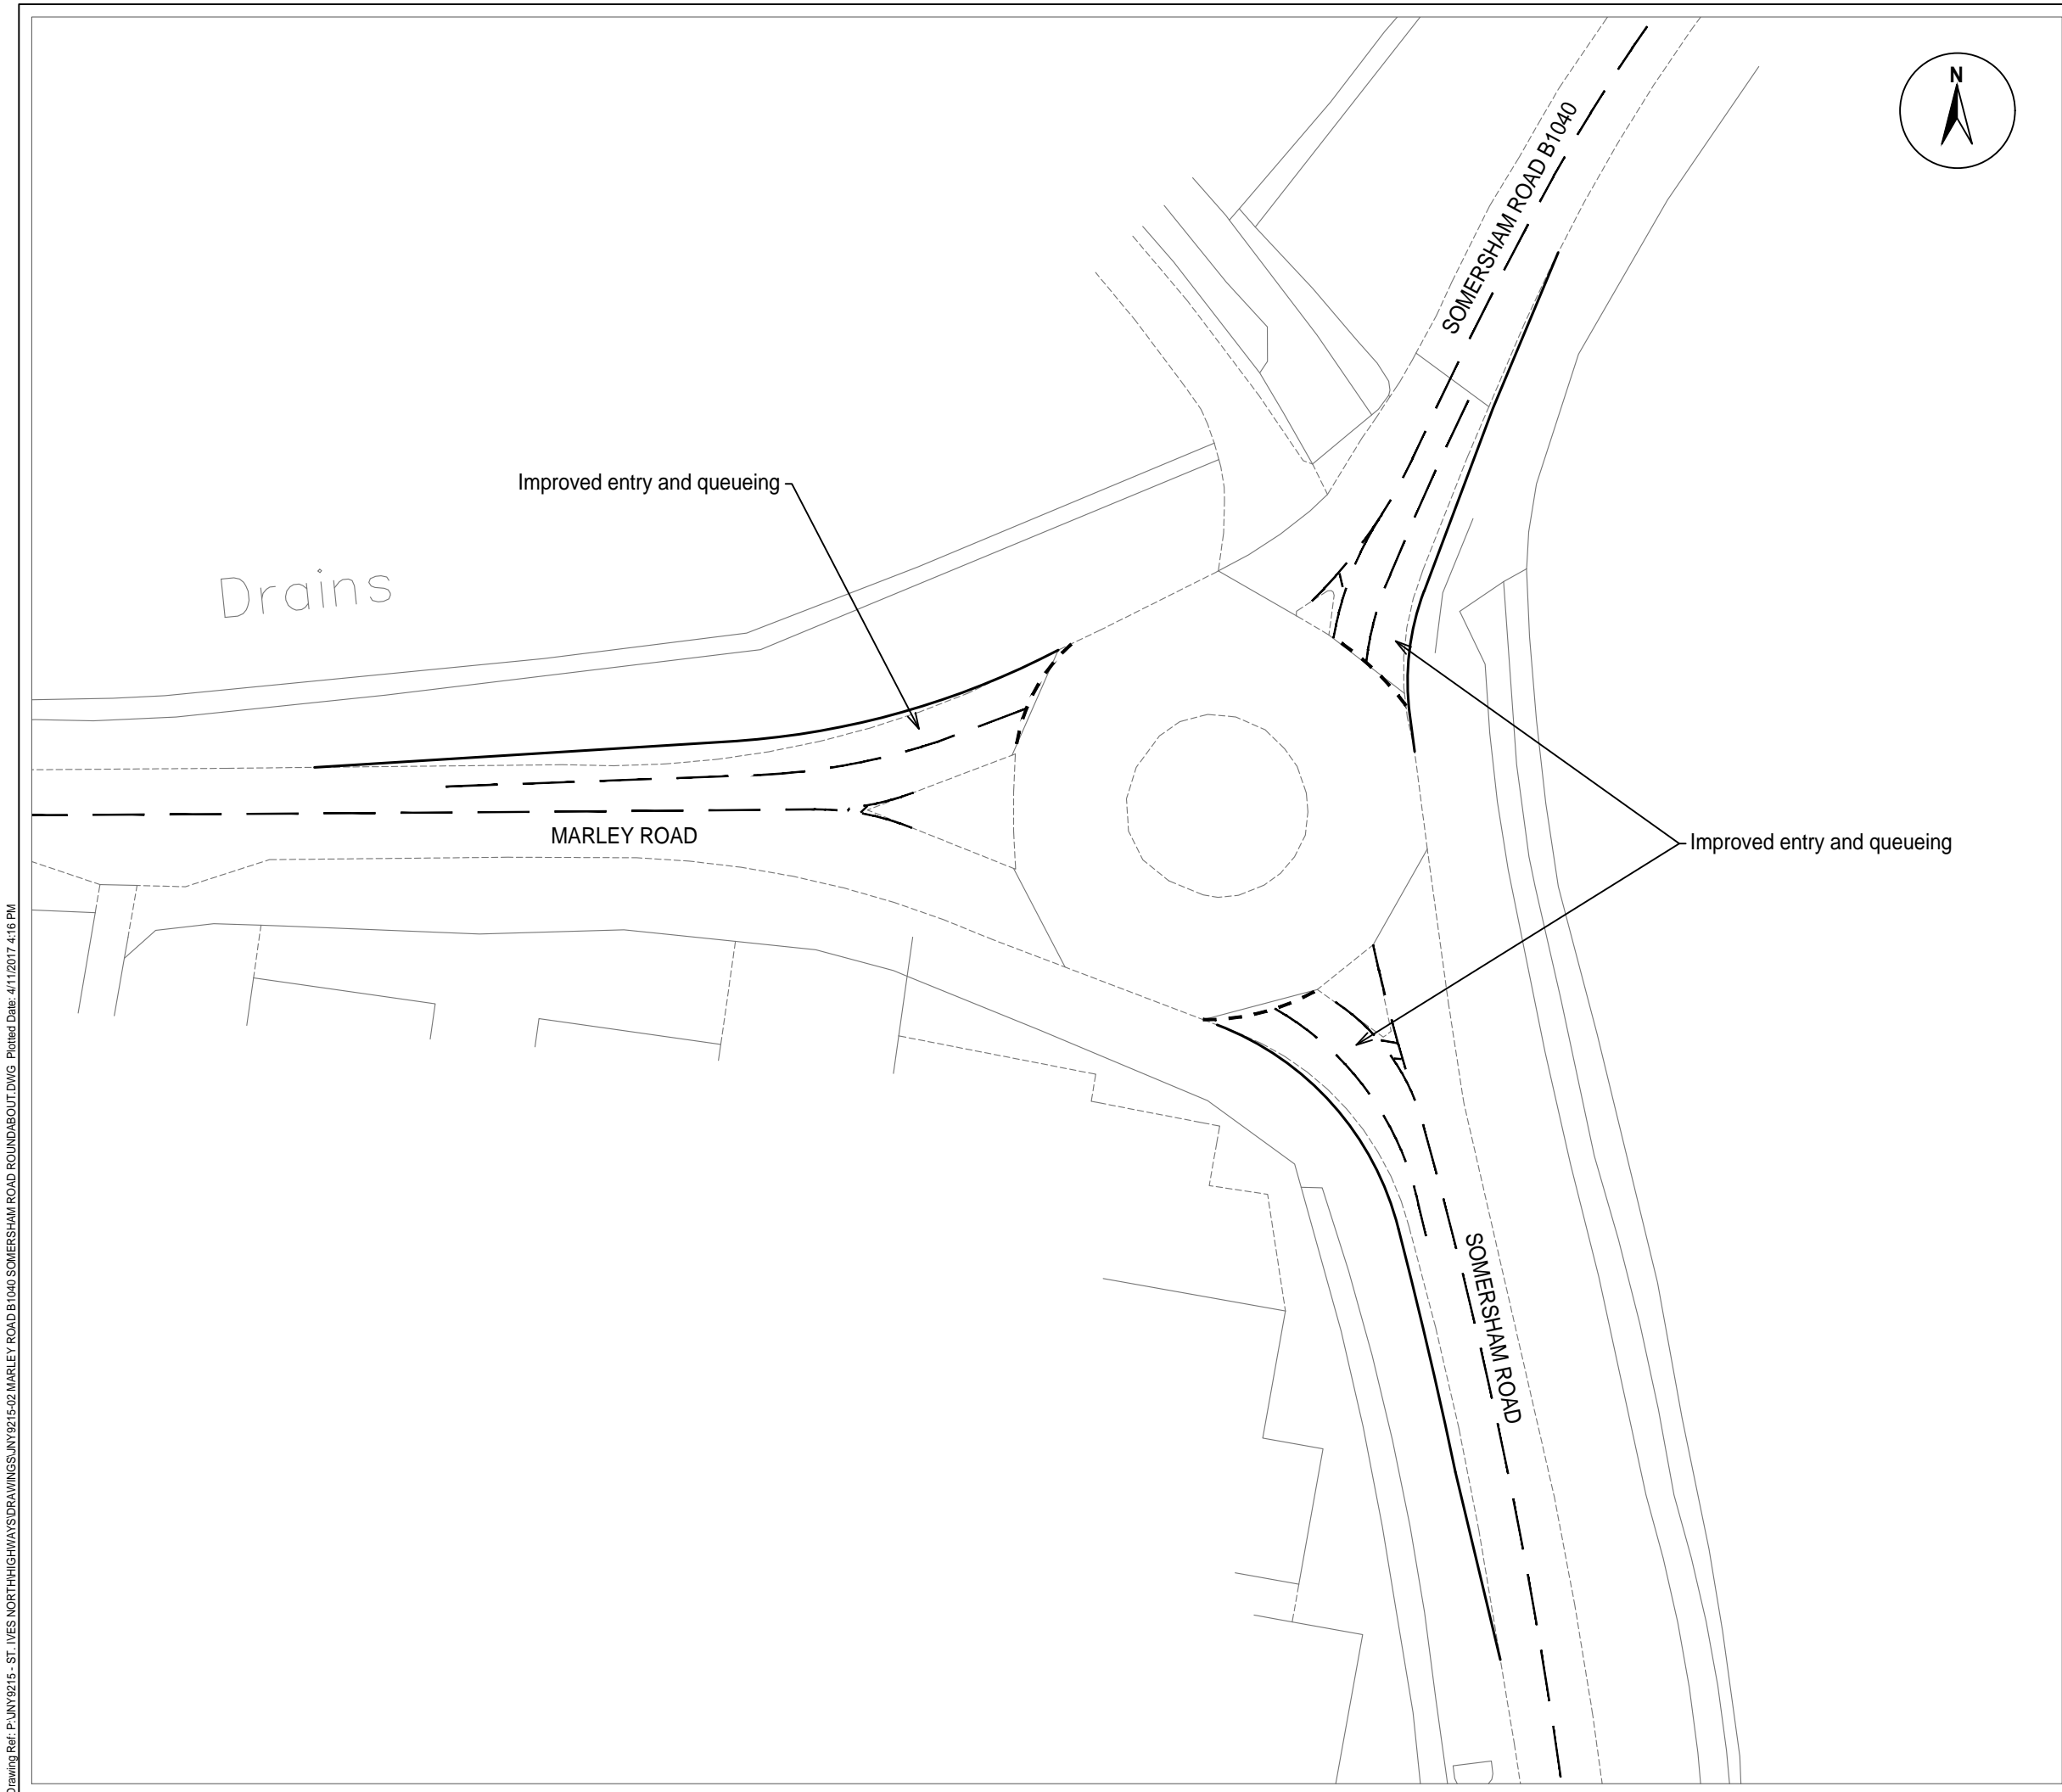 N
SOMERSHAM ROAD B1040
Improved entry and queueing
Drains
MARLEY ROAD
Improved entry and queueing
SOMERSHAM ROAD
Drawing Ref: P:\JNY9215 - ST. IVES NORTH\HIGHWAYS\DRAWINGS\JNY9215-02 MARLEY ROAD B1040 SOMERSHAM ROAD ROUNDABOUT.DWG Plotted Date: 4/11/2017 4:16 PM